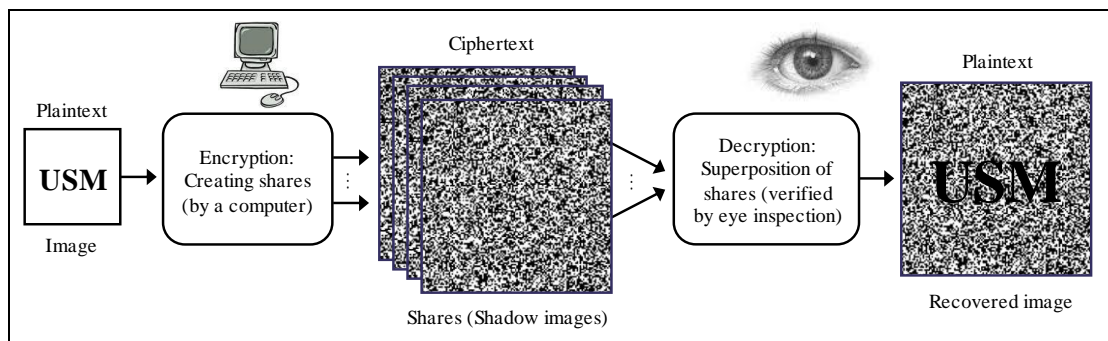 Plaintext
USM
Image
Encryption:
Creating shares
(by a computer)
...
Ciphertext
Shares (Shadow images)
...
Decryption:
Superposition of
shares (verified
by eye inspection)
Plaintext
USM
Recovered image